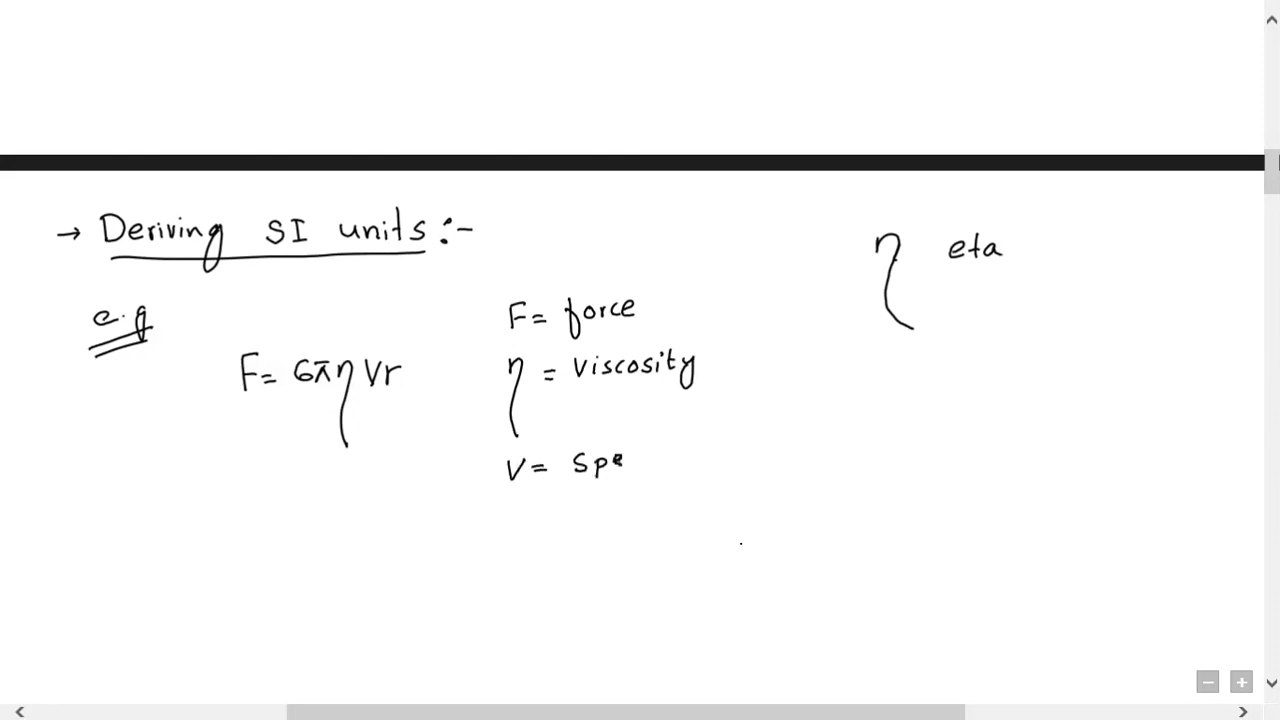 → Deriving SI units :-
η eta
e.g
F = force
F = 6πηVr
η = viscosity
V = Spe